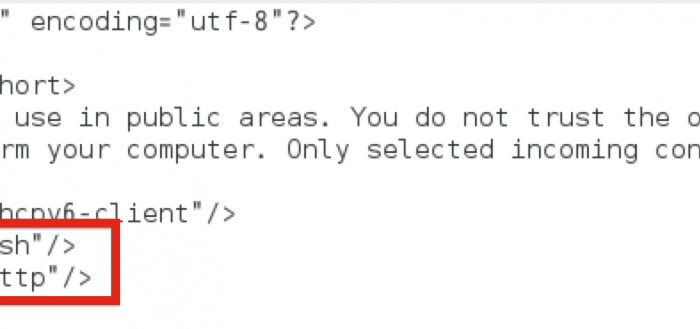 " encoding="utf-8"?>
hort>
use in public areas. You do not trust the o
rm your computer. Only selected incoming con
hcpv6-client"/>
sh"/>
ttp"/>